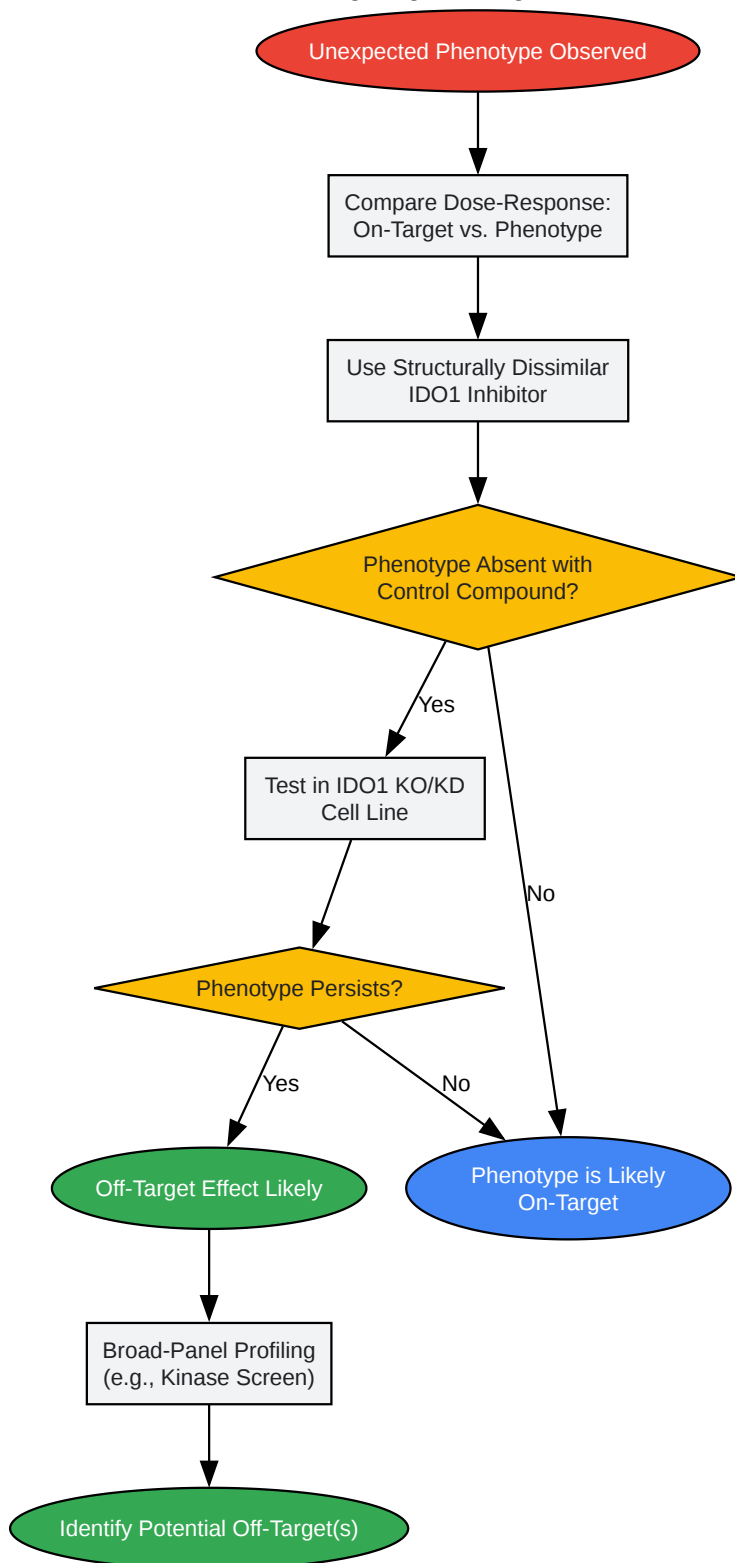 Unexpected Phenotype Observed
Compare Dose-Response:
On-Target vs. Phenotype
Use Structurally Dissimilar
IDO1 Inhibitor
Phenotype Absent with
Control Compound?
Yes
Test in IDO1 KO/KD
Cell Line
No
Phenotype Persists?
Yes
No
Off-Target Effect Likely
Phenotype is Likely
On-Target
Broad-Panel Profiling
(e.g., Kinase Screen)
Identify Potential Off-Target(s)